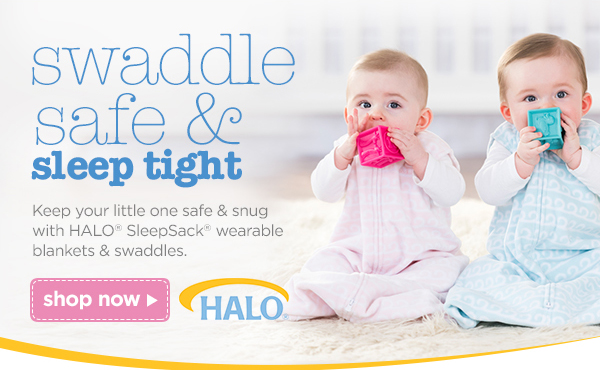 swaddle
safe &
sleep tight
Keep your little one safe & snug
with HALO® SleepSack® wearable
blankets & swaddles.
shop now
HALO®